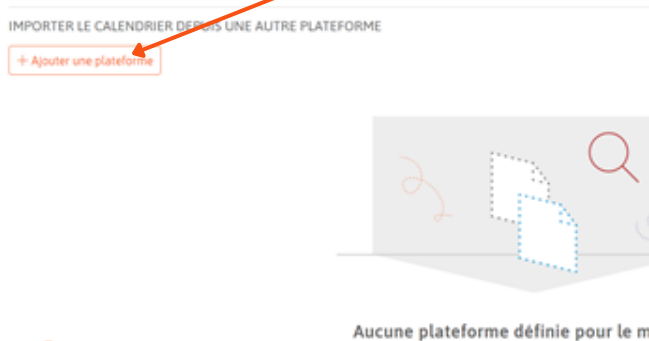 IMPORTER LE CALENDRIER DEPUIS UNE AUTRE PLATEFORME
+ Ajouter une plateforme
Aucune plateforme définie pour le m